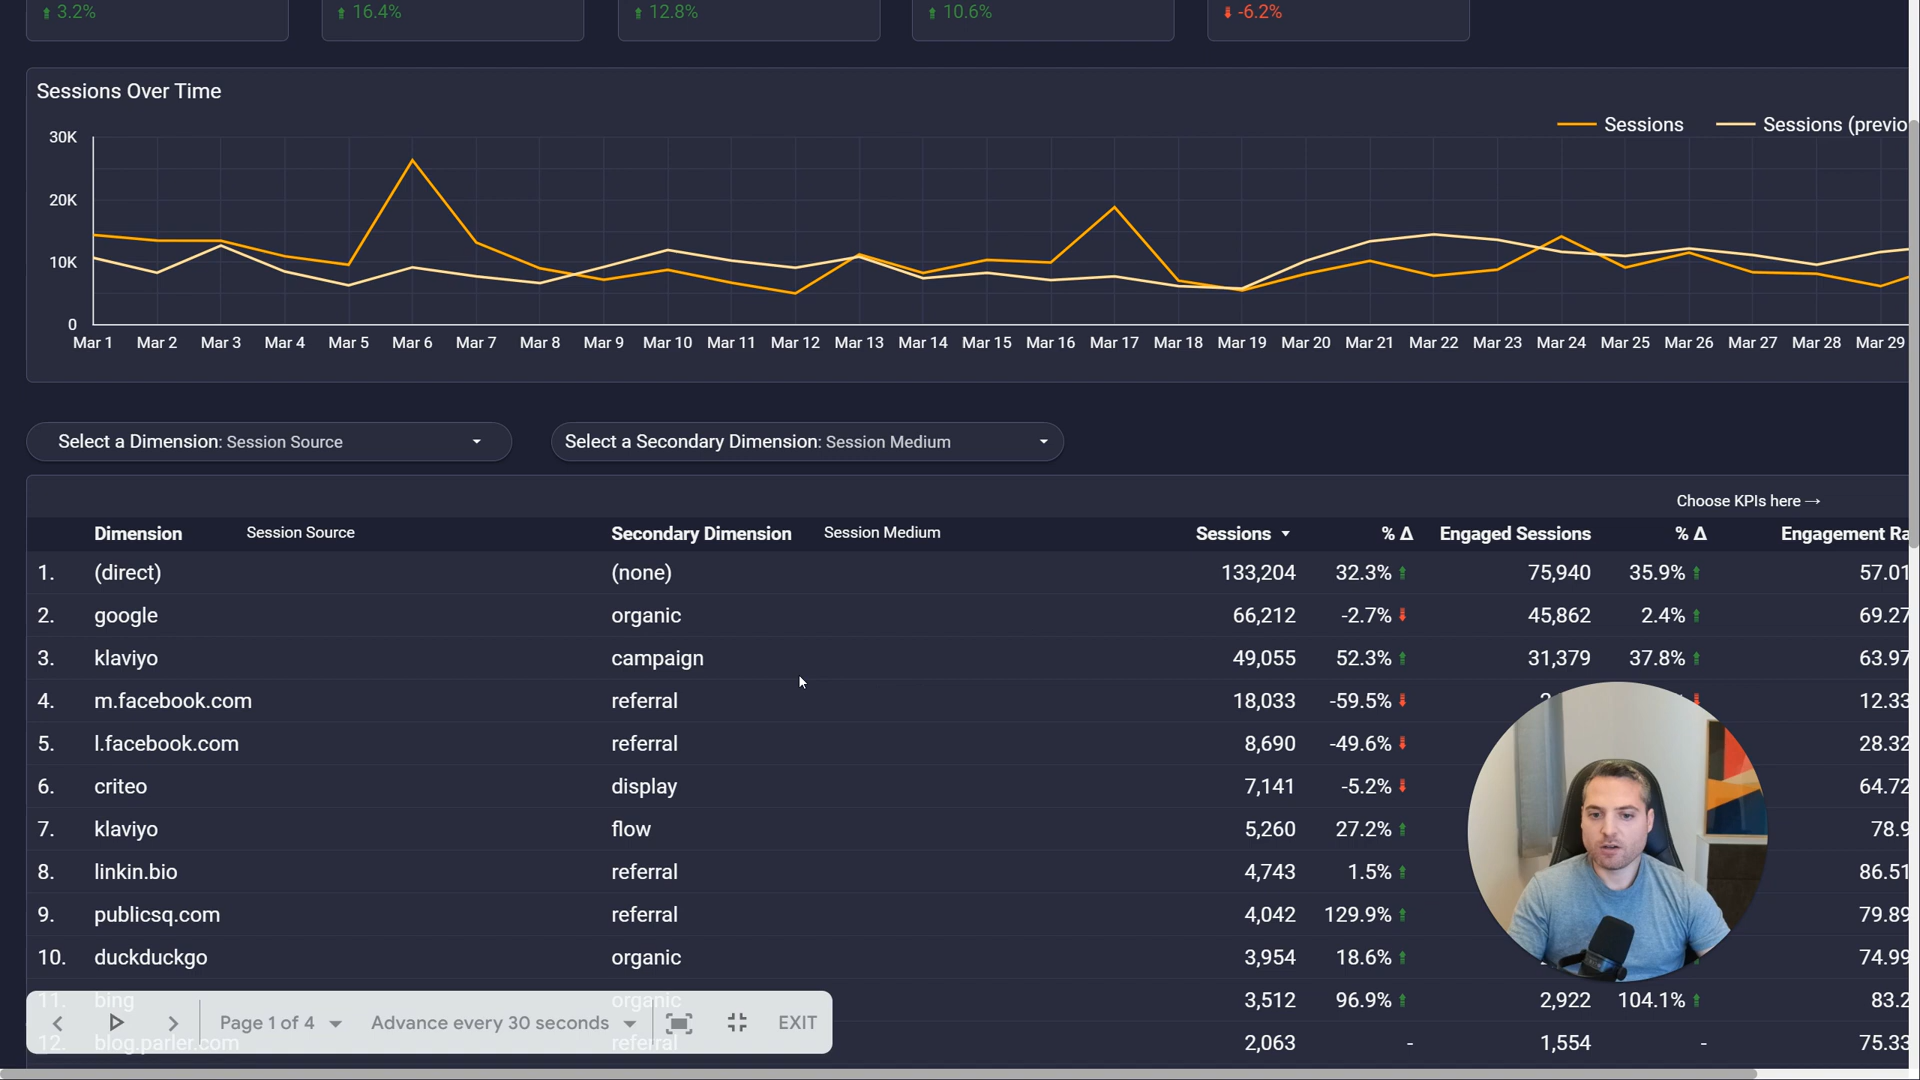 3.2%
16.4%
12.8%
10.6%
-6.2%
Sessions Over Time
Sessions
Sessions (previo
30K
20K
10K
0
Mar 1 Mar 2 Mar 3 Mar 4 Mar 5 Mar 6 Mar 7 Mar 8 Mar 9 Mar 10 Mar 11 Mar 12 Mar 13 Mar 14 Mar 15 Mar 16 Mar 17 Mar 18 Mar 19 Mar 20 Mar 21 Mar 22 Mar 23 Mar 24 Mar 25 Mar 26 Mar 27 Mar 28 Mar 29
Select a Dimension: Session Source
Select a Secondary Dimension: Session Medium
Choose KPIs here →
Dimension Session Source Secondary Dimension Session Medium Sessions % Δ Engaged Sessions % Δ Engagement Ra
1. (direct) (none) 133,204 32.3% 75,940 35.9% 57.01
2. google organic 66,212 -2.7% 45,862 2.4% 69.27
3. klaviyo campaign 49,055 52.3% 31,379 37.8% 63.97
4. m.facebook.com referral 18,033 -59.5% 12.33
5. l.facebook.com referral 8,690 -49.6% 28.32
6. criteo display 7,141 -5.2% 64.72
7. klaviyo flow 5,260 27.2% 78.9
8. linkin.bio referral 4,743 1.5% 86.51
9. publicsq.com referral 4,042 129.9% 79.89
10. duckduckgo organic 3,954 18.6% 74.99
11. bing organic 3,512 96.9% 2,922 104.1% 83.2
Page 1 of 4 Advance every 30 seconds EXIT
12. blog.parler.com referral 2,063 - 1,554 - 75.33